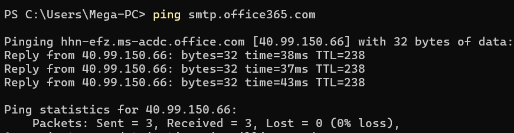 PS C:\Users\Mega-PC> ping smtp.office365.com
Pinging hhn-efz.ms-acdc.office.com [40.99.150.66] with 32 bytes of data:
Reply from 40.99.150.66: bytes=32 time=38ms TTL=238
Reply from 40.99.150.66: bytes=32 time=37ms TTL=238
Reply from 40.99.150.66: bytes=32 time=43ms TTL=238
Ping statistics for 40.99.150.66:
Packets: Sent = 3, Received = 3, Lost = 0 (0% loss),